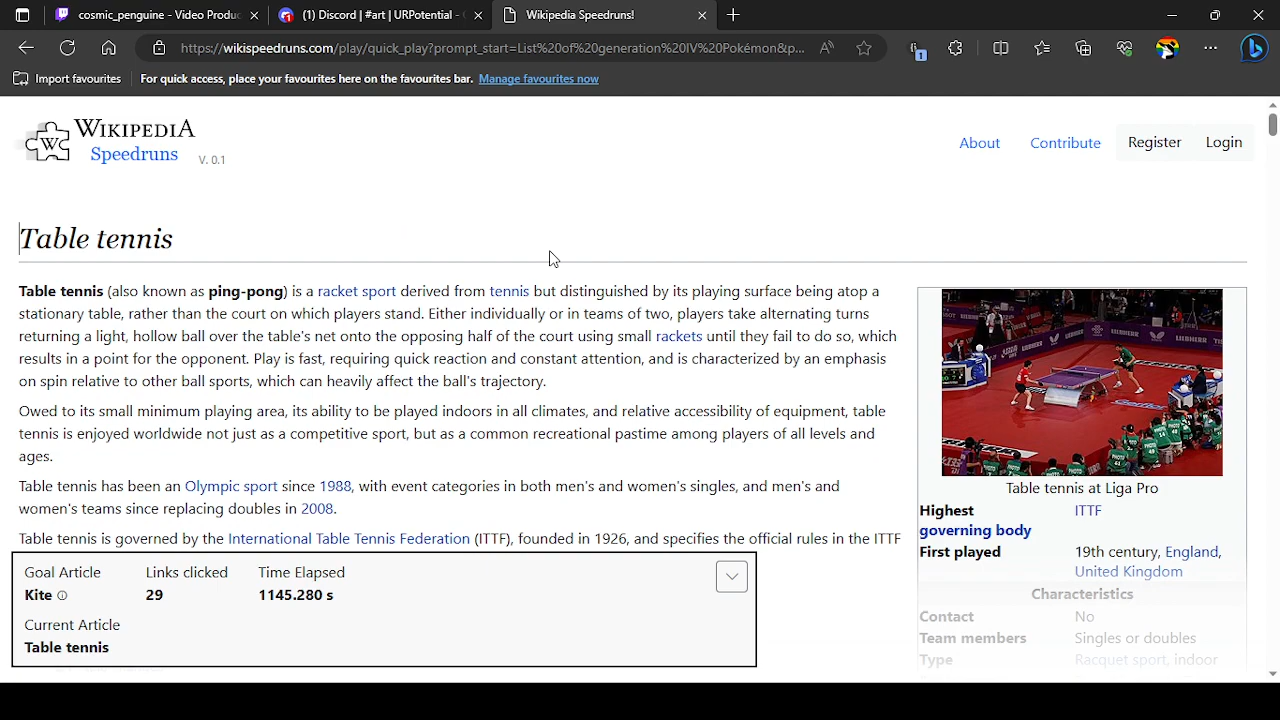 cosmic_penguine - Video Produc
(1) Discord | #art | URPotential -
Wikipedia Speedruns!
https://wikispeedruns.com/play/quick_play?prompt_start=List%20of%20generation%20IV%20Pokémon&p...
1
Import favourites
For quick access, place your favourites here on the favourites bar. Manage favourites now
WIKIPEDIA
Speedruns V. 0.1
About Contribute Register Login
Table tennis
Table tennis (also known as ping-pong) is a racket sport derived from tennis but distinguished by its playing surface being atop a
stationary table, rather than the court on which players stand. Either individually or in teams of two, players take alternating turns
returning a light, hollow ball over the table's net onto the opposing half of the court using small rackets until they fail to do so, which
results in a point for the opponent. Play is fast, requiring quick reaction and constant attention, and is characterized by an emphasis
on spin relative to other ball sports, which can heavily affect the ball's trajectory.
Owed to its small minimum playing area, its ability to be played indoors in all climates, and relative accessibility of equipment, table
tennis is enjoyed worldwide not just as a competitive sport, but as a common recreational pastime among players of all levels and
ages.
Table tennis has been an Olympic sport since 1988, with event categories in both men's and women's singles, and men's and
women's teams since replacing doubles in 2008.
Table tennis is governed by the International Table Tennis Federation (ITTF), founded in 1926, and specifies the official rules in the ITTF
Table tennis at Liga Pro
Highest governing body ITTF
First played 19th century, England,
United Kingdom
Characteristics
Contact No
Team members Singles or doubles
Type Racquet sport, indoor
Goal Article Links clicked Time Elapsed
Kite 29 1145.280 s
Current Article
Table tennis